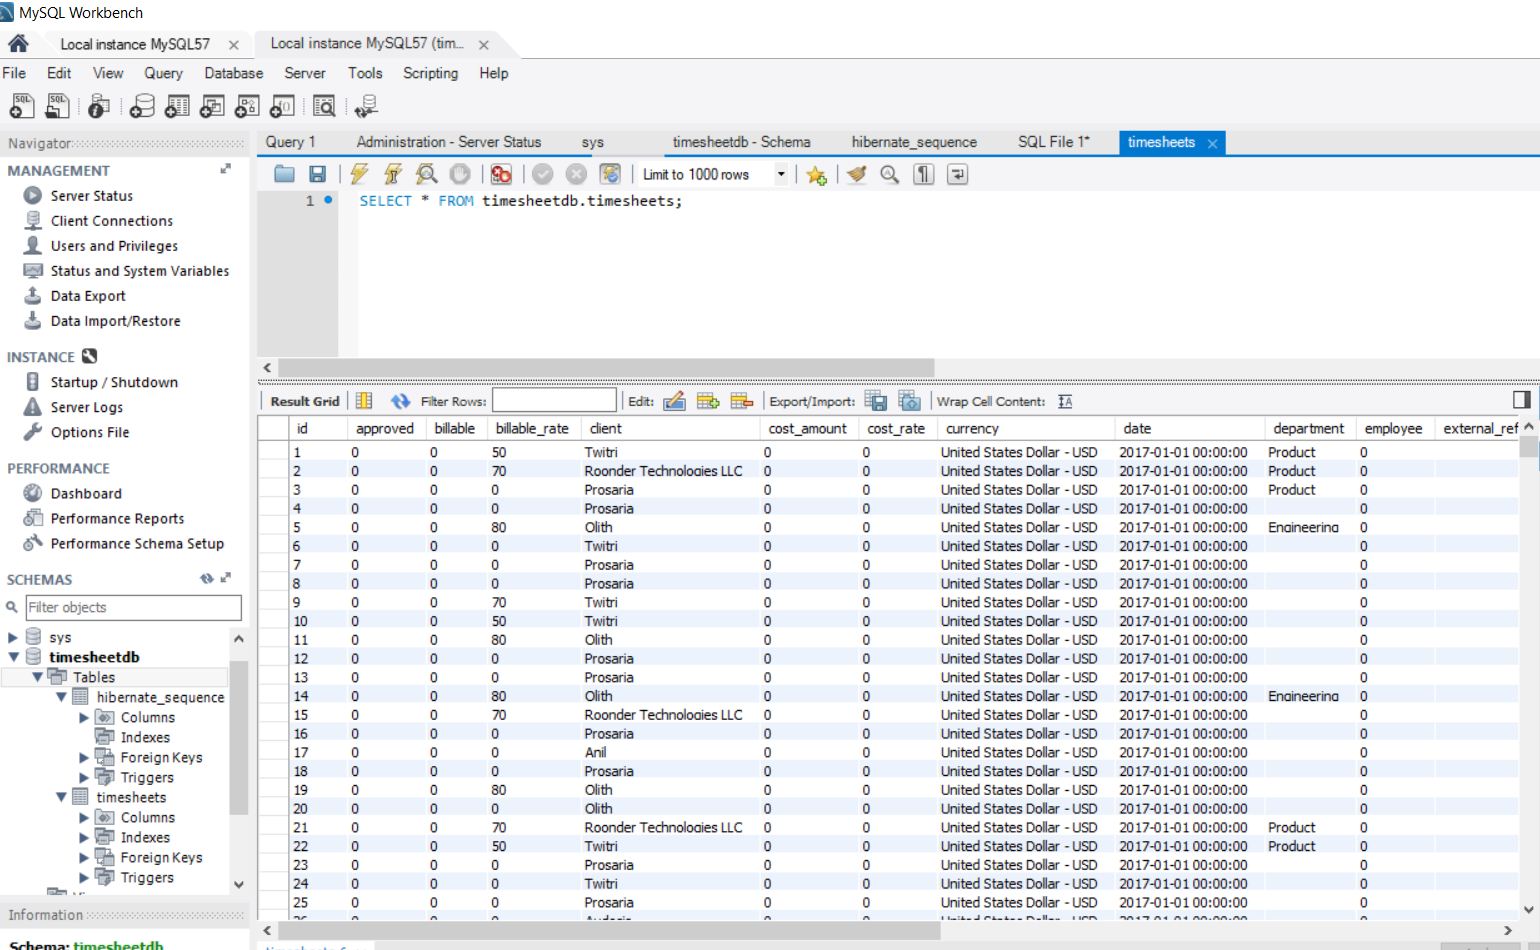 MySQL Workbench
Local instance MySQL57
Local instance MySQL57 (tim...
File Edit View Query Database Server Tools Scripting Help
Navigator
MANAGEMENT
Server Status
Client Connections
Users and Privileges
Status and System Variables
Data Export
Data Import/Restore
INSTANCE
Startup / Shutdown
Server Logs
Options File
PERFORMANCE
Dashboard
Performance Reports
Performance Schema Setup
SCHEMAS
Filter objects
sys
timesheetdb
Tables
hibernate_sequence
Columns
Indexes
Foreign Keys
Triggers
timesheets
Columns
Indexes
Foreign Keys
Triggers
Information
Schema: timesheetdb
Query 1 Administration - Server Status sys timesheetdb - Schema hibernate_sequence SQL File 1* timesheets
Limit to 1000 rows
1 SELECT * FROM timesheetdb.timesheets;
Result Grid Filter Rows: Edit: Export/Import: Wrap Cell Content:
id approved billable billable_rate client cost_amount cost_rate currency date department employee external_ref
1 0 0 50 Twitri 0 0 United States Dollar - USD 2017-01-01 00:00:00 Product 0
2 0 0 70 Roonder Technologies LLC 0 0 United States Dollar - USD 2017-01-01 00:00:00 Product 0
3 0 0 0 Prosaria 0 0 United States Dollar - USD 2017-01-01 00:00:00 Product 0
4 0 0 0 Prosaria 0 0 United States Dollar - USD 2017-01-01 00:00:00 0
5 0 0 80 Olith 0 0 United States Dollar - USD 2017-01-01 00:00:00 Engineering 0
6 0 0 0 Twitri 0 0 United States Dollar - USD 2017-01-01 00:00:00 0
7 0 0 0 Prosaria 0 0 United States Dollar - USD 2017-01-01 00:00:00 0
8 0 0 0 Prosaria 0 0 United States Dollar - USD 2017-01-01 00:00:00 0
9 0 0 70 Twitri 0 0 United States Dollar - USD 2017-01-01 00:00:00 0
10 0 0 50 Twitri 0 0 United States Dollar - USD 2017-01-01 00:00:00 0
11 0 0 80 Olith 0 0 United States Dollar - USD 2017-01-01 00:00:00 0
12 0 0 0 Prosaria 0 0 United States Dollar - USD 2017-01-01 00:00:00 0
13 0 0 0 Prosaria 0 0 United States Dollar - USD 2017-01-01 00:00:00 0
14 0 0 80 Olith 0 0 United States Dollar - USD 2017-01-01 00:00:00 Engineering 0
15 0 0 70 Roonder Technologies LLC 0 0 United States Dollar - USD 2017-01-01 00:00:00 0
16 0 0 0 Prosaria 0 0 United States Dollar - USD 2017-01-01 00:00:00 0
17 0 0 0 Anil 0 0 United States Dollar - USD 2017-01-01 00:00:00 0
18 0 0 0 Prosaria 0 0 United States Dollar - USD 2017-01-01 00:00:00 0
19 0 0 80 Olith 0 0 United States Dollar - USD 2017-01-01 00:00:00 0
20 0 0 0 Olith 0 0 United States Dollar - USD 2017-01-01 00:00:00 0
21 0 0 70 Roonder Technologies LLC 0 0 United States Dollar - USD 2017-01-01 00:00:00 Product 0
22 0 0 50 Twitri 0 0 United States Dollar - USD 2017-01-01 00:00:00 Product 0
23 0 0 0 Prosaria 0 0 United States Dollar - USD 2017-01-01 00:00:00 0
24 0 0 0 Twitri 0 0 United States Dollar - USD 2017-01-01 00:00:00 0
25 0 0 0 Prosaria 0 0 United States Dollar - USD 2017-01-01 00:00:00 0